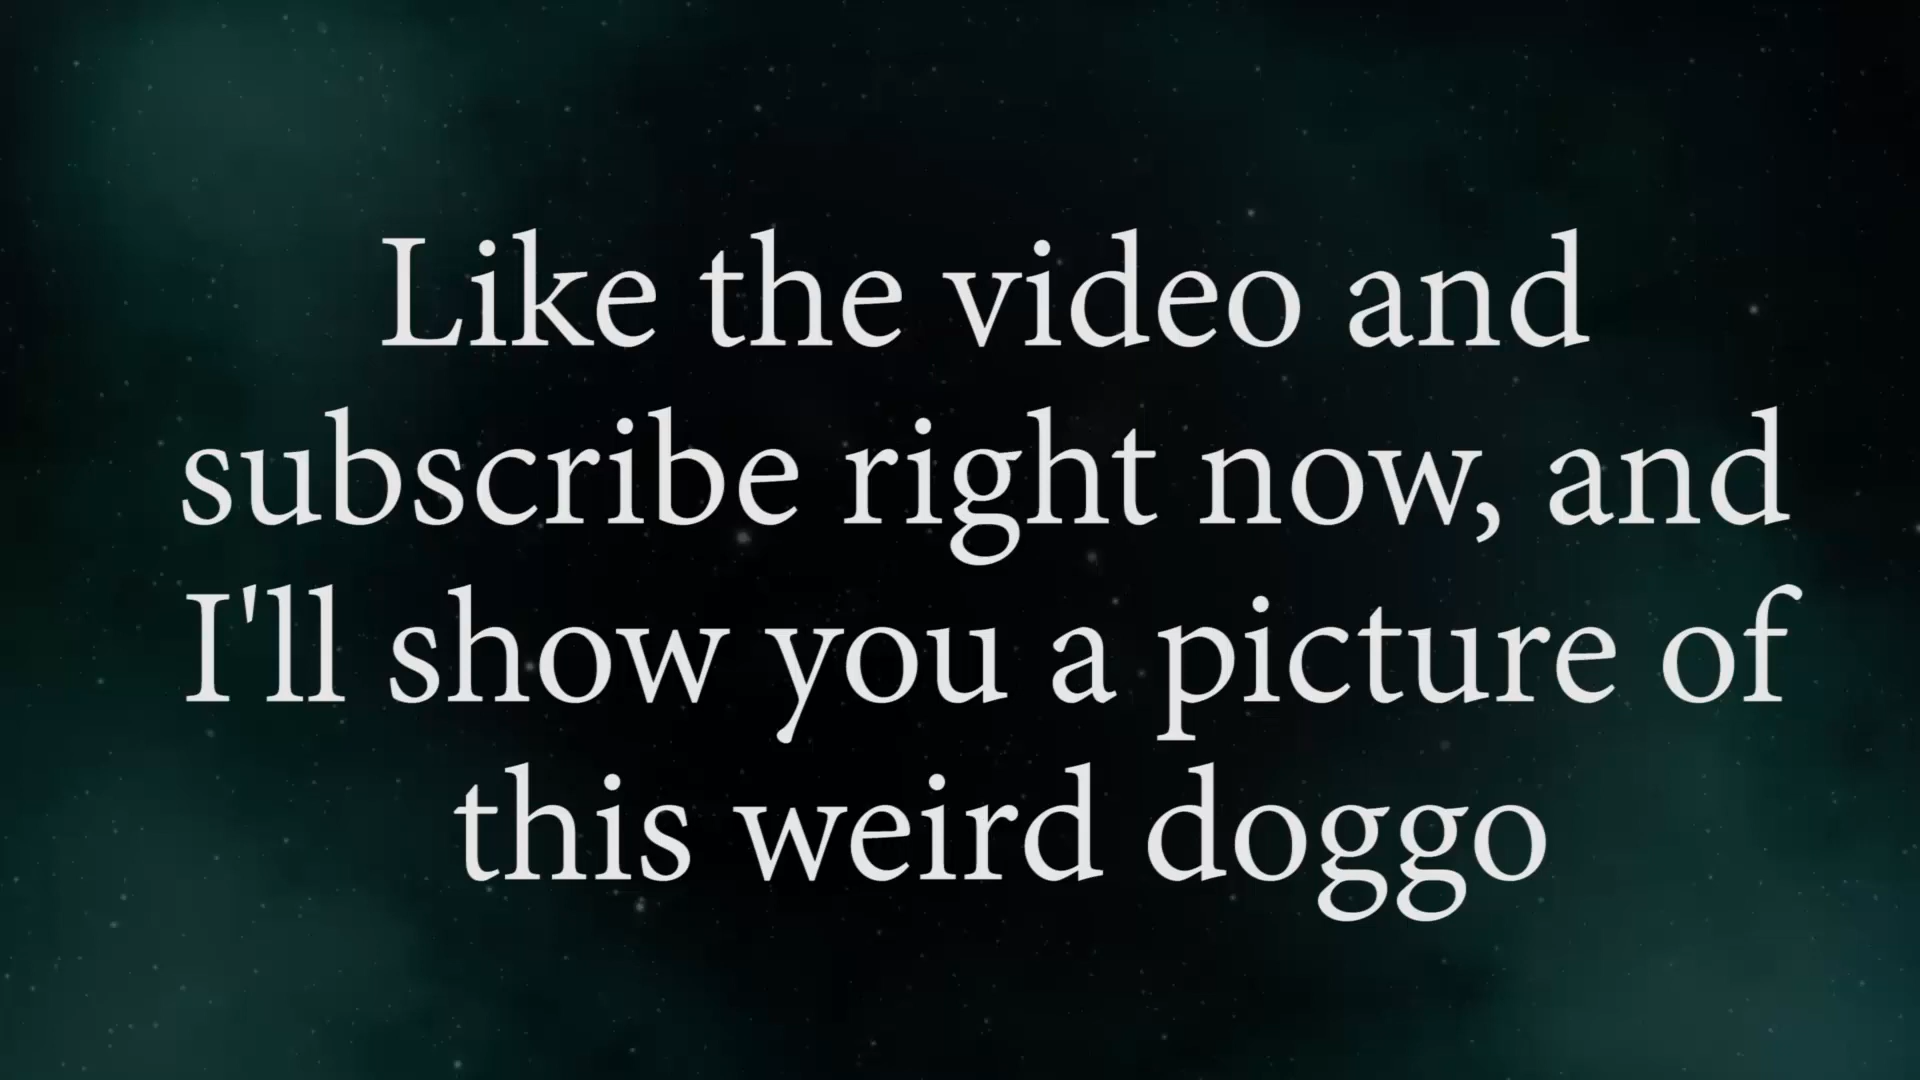 Like the video and
subscribe right now, and
I'll show you a picture of
this weird doggo